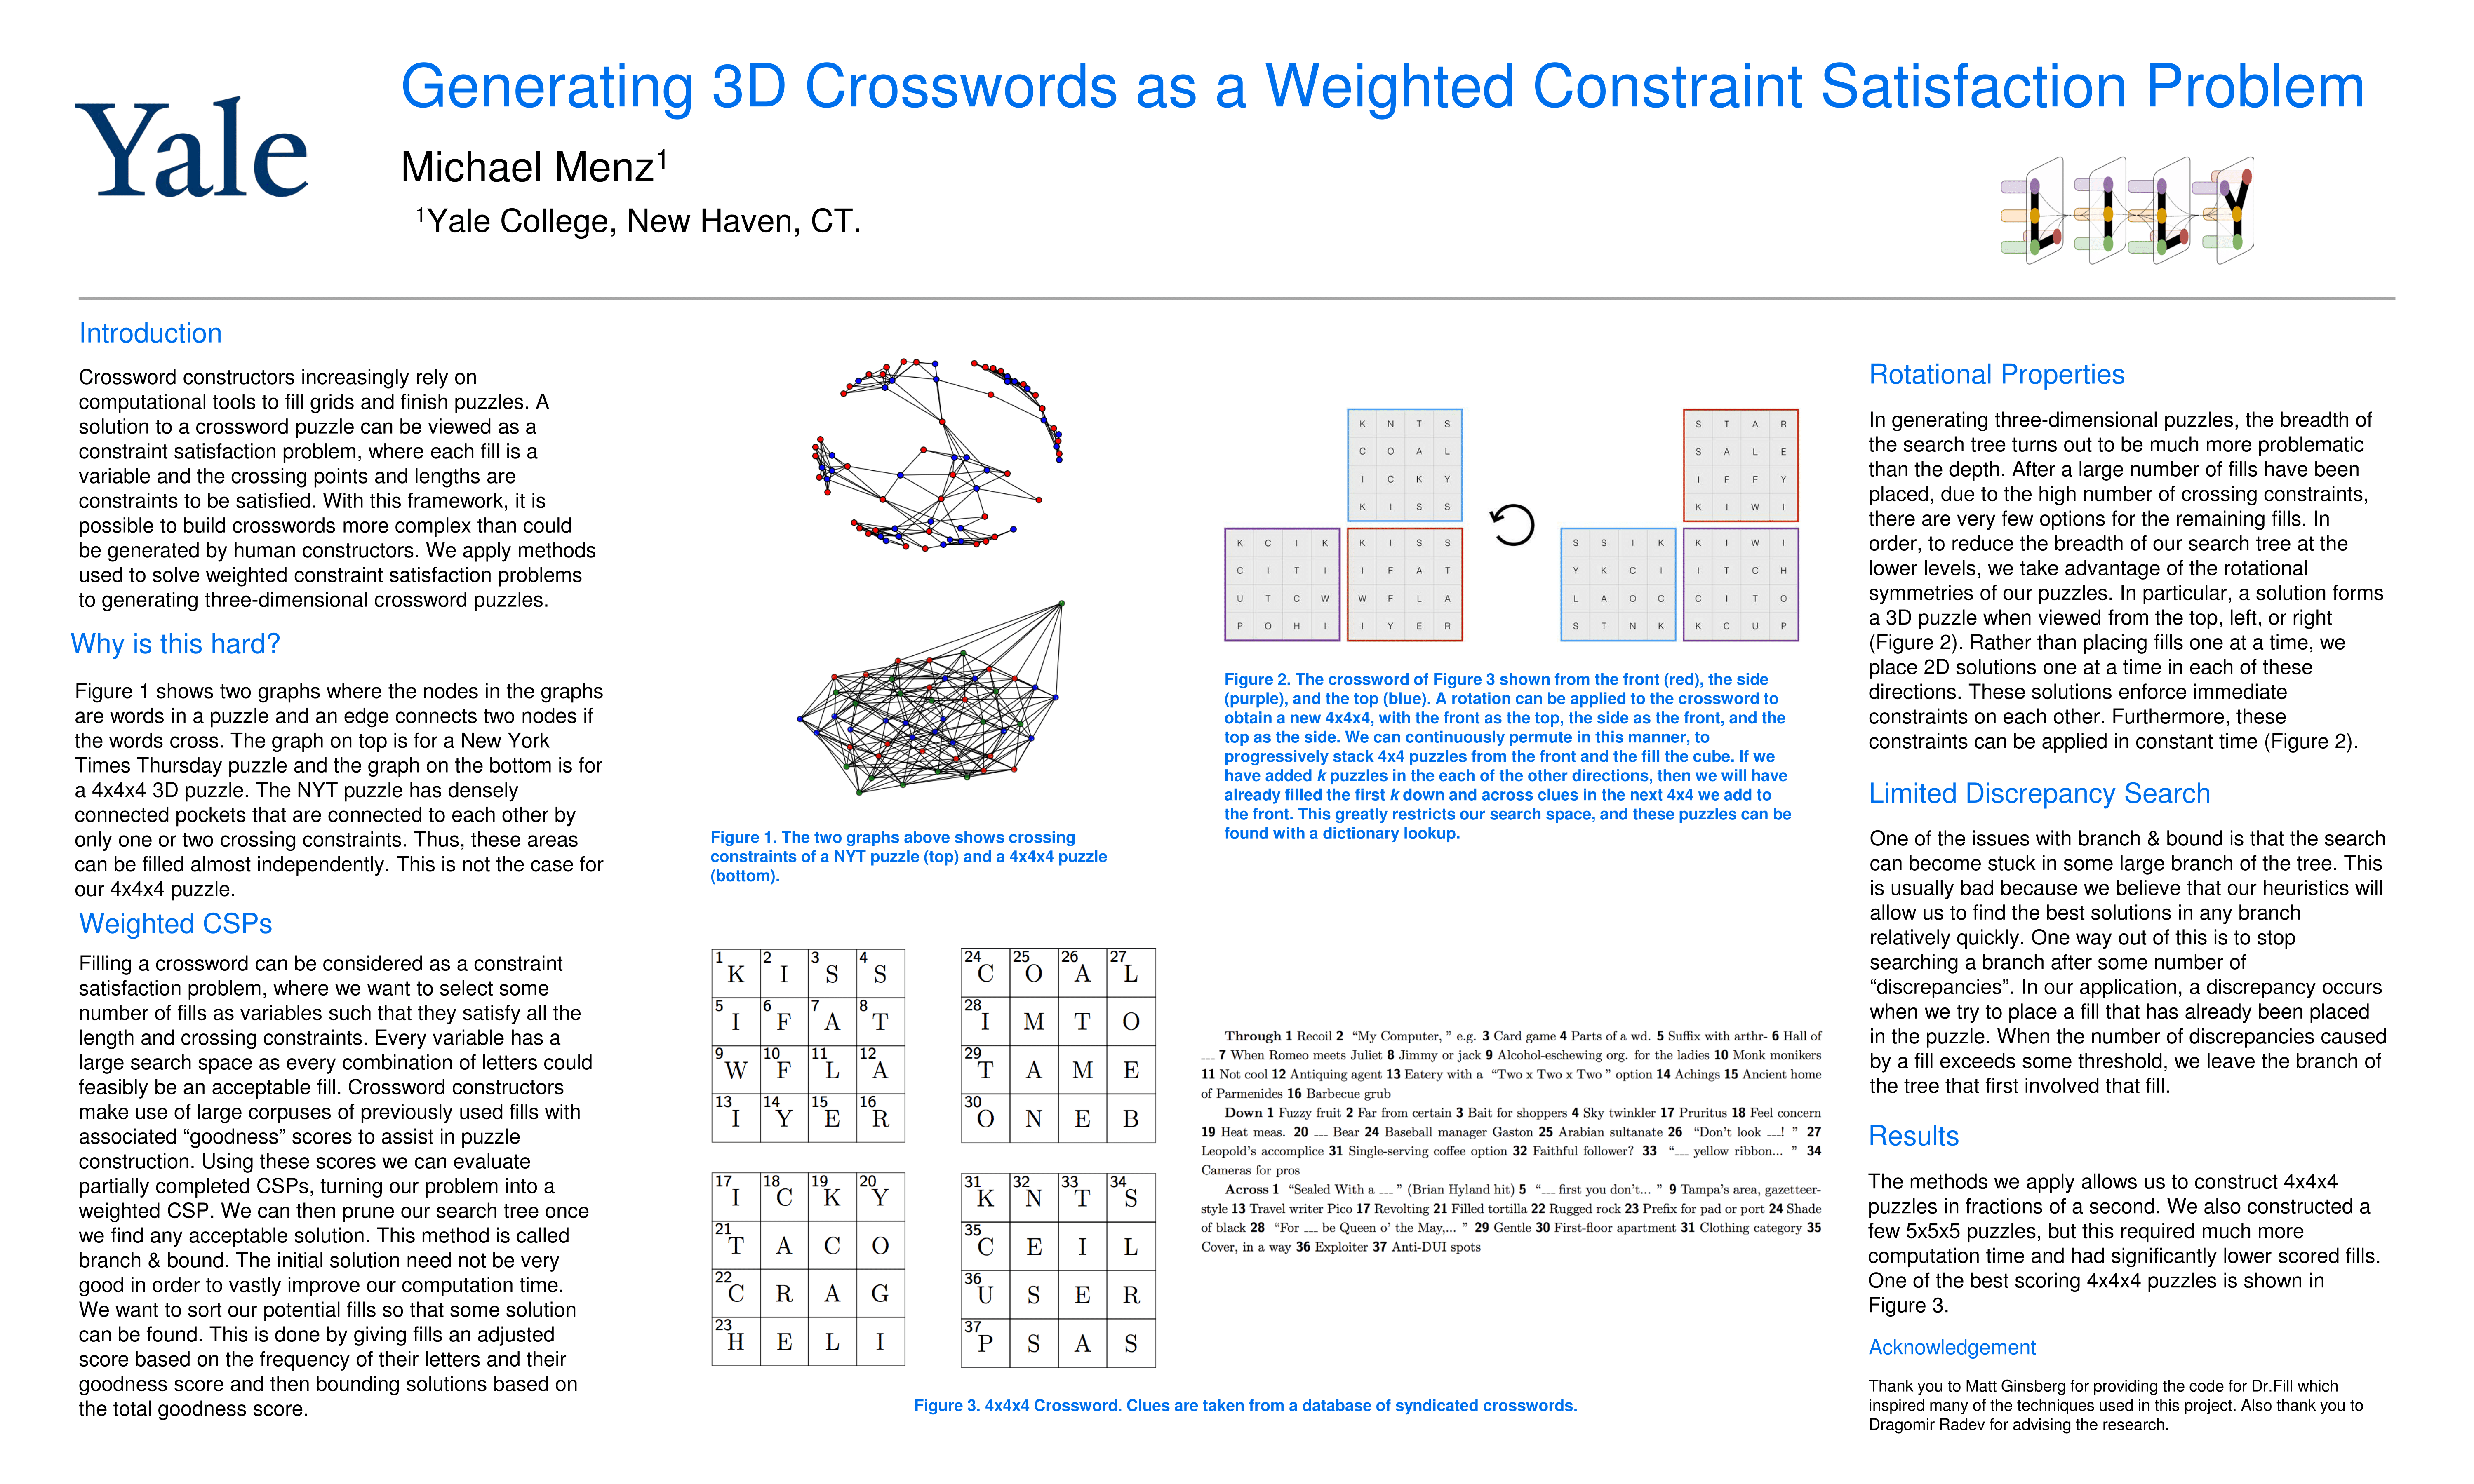 Yale
Generating 3D Crosswords as a Weighted Constraint Satisfaction Problem
Michael Menz1
1Yale College, New Haven, CT.
L I L Y
Introduction
Crossword constructors increasingly rely on
computational tools to fill grids and finish puzzles. A
solution to a crossword puzzle can be viewed as a
constraint satisfaction problem, where each fill is a
variable and the crossing points and lengths are
constraints to be satisfied. With this framework, it is
possible to build crosswords more complex than could
be generated by human constructors. We apply methods
used to solve weighted constraint satisfaction problems
to generating three-dimensional crossword puzzles.
Why is this hard?
Figure 1 shows two graphs where the nodes in the graphs
are words in a puzzle and an edge connects two nodes if
the words cross. The graph on top is for a New York
Times Thursday puzzle and the graph on the bottom is for
a 4x4x4 3D puzzle. The NYT puzzle has densely
connected pockets that are connected to each other by
only one or two crossing constraints. Thus, these areas
can be filled almost independently. This is not the case for
our 4x4x4 puzzle.
Weighted CSPs
Filling a crossword can be considered as a constraint
satisfaction problem, where we want to select some
number of fills as variables such that they satisfy all the
length and crossing constraints. Every variable has a
large search space as every combination of letters could
feasibly be an acceptable fill. Crossword constructors
make use of large corpuses of previously used fills with
associated “goodness” scores to assist in puzzle
construction. Using these scores we can evaluate
partially completed CSPs, turning our problem into a
weighted CSP. We can then prune our search tree once
we find any acceptable solution. This method is called
branch & bound. The initial solution need not be very
good in order to vastly improve our computation time.
We want to sort our potential fills so that some solution
can be found. This is done by giving fills an adjusted
score based on the frequency of their letters and their
goodness score and then bounding solutions based on
the total goodness score.
Figure 1. The two graphs above shows crossing
constraints of a NYT puzzle (top) and a 4x4x4 puzzle
(bottom).
K N T S
C O A L
I C K Y
K I S S
K C I K
C I T I
U T C W
P O H I
K I S S
I F A T
W F L A
I Y E R
S T A R
S A L E
I F F Y
K I W I
S S I K
Y K C I
L A O C
S T N K
K I W I
I T C H
C I T O
K C U P
Figure 2. The crossword of Figure 3 shown from the front (red), the side
(purple), and the top (blue). A rotation can be applied to the crossword to
obtain a new 4x4x4, with the front as the top, the side as the front, and the
top as the side. We can continuously permute in this manner, to
progressively stack 4x4 puzzles from the front and the fill the cube. If we
have added k puzzles in the each of the other directions, then we will have
already filled the first k down and across clues in the next 4x4 we add to
the front. This greatly restricts our search space, and these puzzles can be
found with a dictionary lookup.
1 K 2 I 3 S 4 S
5 I 6 F 7 A 8 T
9 W 10 F 11 L 12 A
13 I 14 Y 15 E 16 R
24 C 25 O 26 A 27 L
28 I M T O
29 T A M E
30 O N E B
17 I 18 C 19 K 20 Y
21 T A C O
22 C R A G
23 H E L I
31 K 32 N 33 T 34 S
35 C E I L
36 U S E R
37 P S A S
Through 1 Recoil 2 “My Computer, ” e.g. 3 Card game 4 Parts of a wd. 5 Suffix with arthr- 6 Hall of
___ 7 When Romeo meets Juliet 8 Jimmy or jack 9 Alcohol-eschewing org. for the ladies 10 Monk monikers
11 Not cool 12 Antiquing agent 13 Eatery with a “Two x Two x Two ” option 14 Achings 15 Ancient home
of Parmenides 16 Barbecue grub
Down 1 Fuzzy fruit 2 Far from certain 3 Bait for shoppers 4 Sky twinkler 17 Pruritus 18 Feel concern
19 Heat meas. 20 ___ Bear 24 Baseball manager Gaston 25 Arabian sultanate 26 “Don’t look ___! ” 27
Leopold’s accomplice 31 Single-serving coffee option 32 Faithful follower? 33 “___ yellow ribbon... ” 34
Cameras for pros
Across 1 “Sealed With a ___ ” (Brian Hyland hit) 5 “___ first you don’t... ” 9 Tampa’s area, gazetteer-
style 13 Travel writer Pico 17 Revolting 21 Filled tortilla 22 Rugged rock 23 Prefix for pad or port 24 Shade
of black 28 “For ___ be Queen o’ the May,... ” 29 Gentle 30 First-floor apartment 31 Clothing category 35
Cover, in a way 36 Exploiter 37 Anti-DUI spots
Figure 3. 4x4x4 Crossword. Clues are taken from a database of syndicated crosswords.
Rotational Properties
In generating three-dimensional puzzles, the breadth of
the search tree turns out to be much more problematic
than the depth. After a large number of fills have been
placed, due to the high number of crossing constraints,
there are very few options for the remaining fills. In
order, to reduce the breadth of our search tree at the
lower levels, we take advantage of the rotational
symmetries of our puzzles. In particular, a solution forms
a 3D puzzle when viewed from the top, left, or right
(Figure 2). Rather than placing fills one at a time, we
place 2D solutions one at a time in each of these
directions. These solutions enforce immediate
constraints on each other. Furthermore, these
constraints can be applied in constant time (Figure 2).
Limited Discrepancy Search
One of the issues with branch & bound is that the search
can become stuck in some large branch of the tree. This
is usually bad because we believe that our heuristics will
allow us to find the best solutions in any branch
relatively quickly. One way out of this is to stop
searching a branch after some number of
“discrepancies”. In our application, a discrepancy occurs
when we try to place a fill that has already been placed
in the puzzle. When the number of discrepancies caused
by a fill exceeds some threshold, we leave the branch of
the tree that first involved that fill.
Results
The methods we apply allows us to construct 4x4x4
puzzles in fractions of a second. We also constructed a
few 5x5x5 puzzles, but this required much more
computation time and had significantly lower scored fills.
One of the best scoring 4x4x4 puzzles is shown in
Figure 3.
Acknowledgement
Thank you to Matt Ginsberg for providing the code for Dr.Fill which
inspired many of the techniques used in this project. Also thank you to
Dragomir Radev for advising the research.